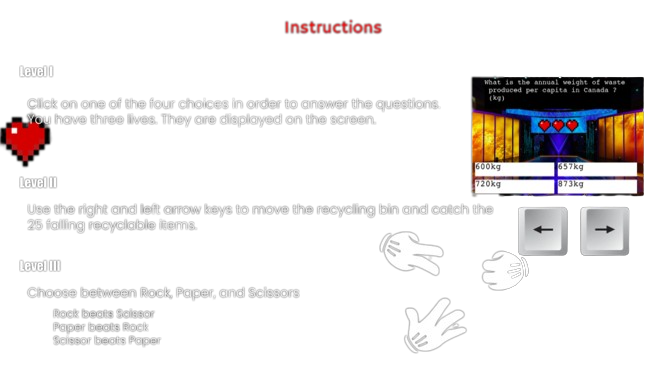 Instructions
Level I
Click on one of the four choices in order to answer the questions.
You have three lives. They are displayed on the screen.
What is the annual weight of waste
produced per capita in Canada ?
(kg)
600kg
657kg
720kg
873kg
Level II
Use the right and left arrow keys to move the recycling bin and catch the
25 falling recyclable items.
Level III
Choose between Rock, Paper, and Scissors
Rock beats Scissor
Paper beats Rock
Scissor beats Paper